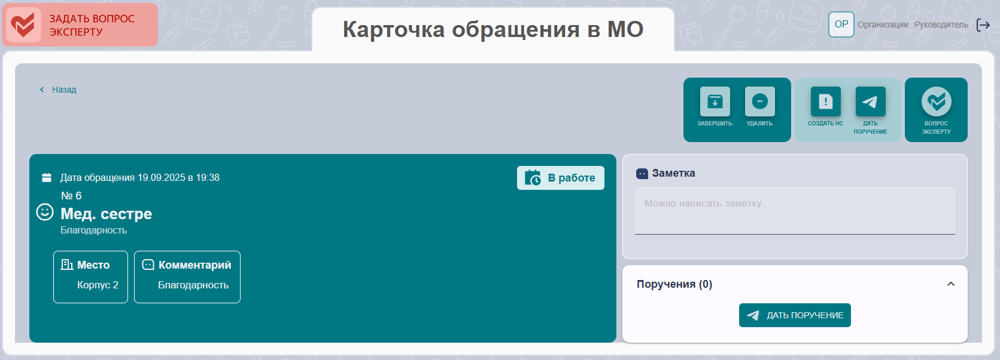 ЗАДАТЬ ВОПРОС
ЭКСПЕРТУ
Карточка обращения в МО
ОР
Организации Руководитель
Назад
ЗАВЕРШИТЬ
УДАЛИТЬ
СОЗДАТЬ НС
ДАТЬ
ПОРУЧЕНИЕ
ВОПРОС
ЭКСПЕРТУ
Дата обращения 19.09.2025 в 19:38
В работе
№ 6
Мед. сестре
Благодарность
Место
Корпус 2
Комментарий
Благодарность
Заметка
Можно написать заметку...
Поручения (0)
ДАТЬ ПОРУЧЕНИЕ